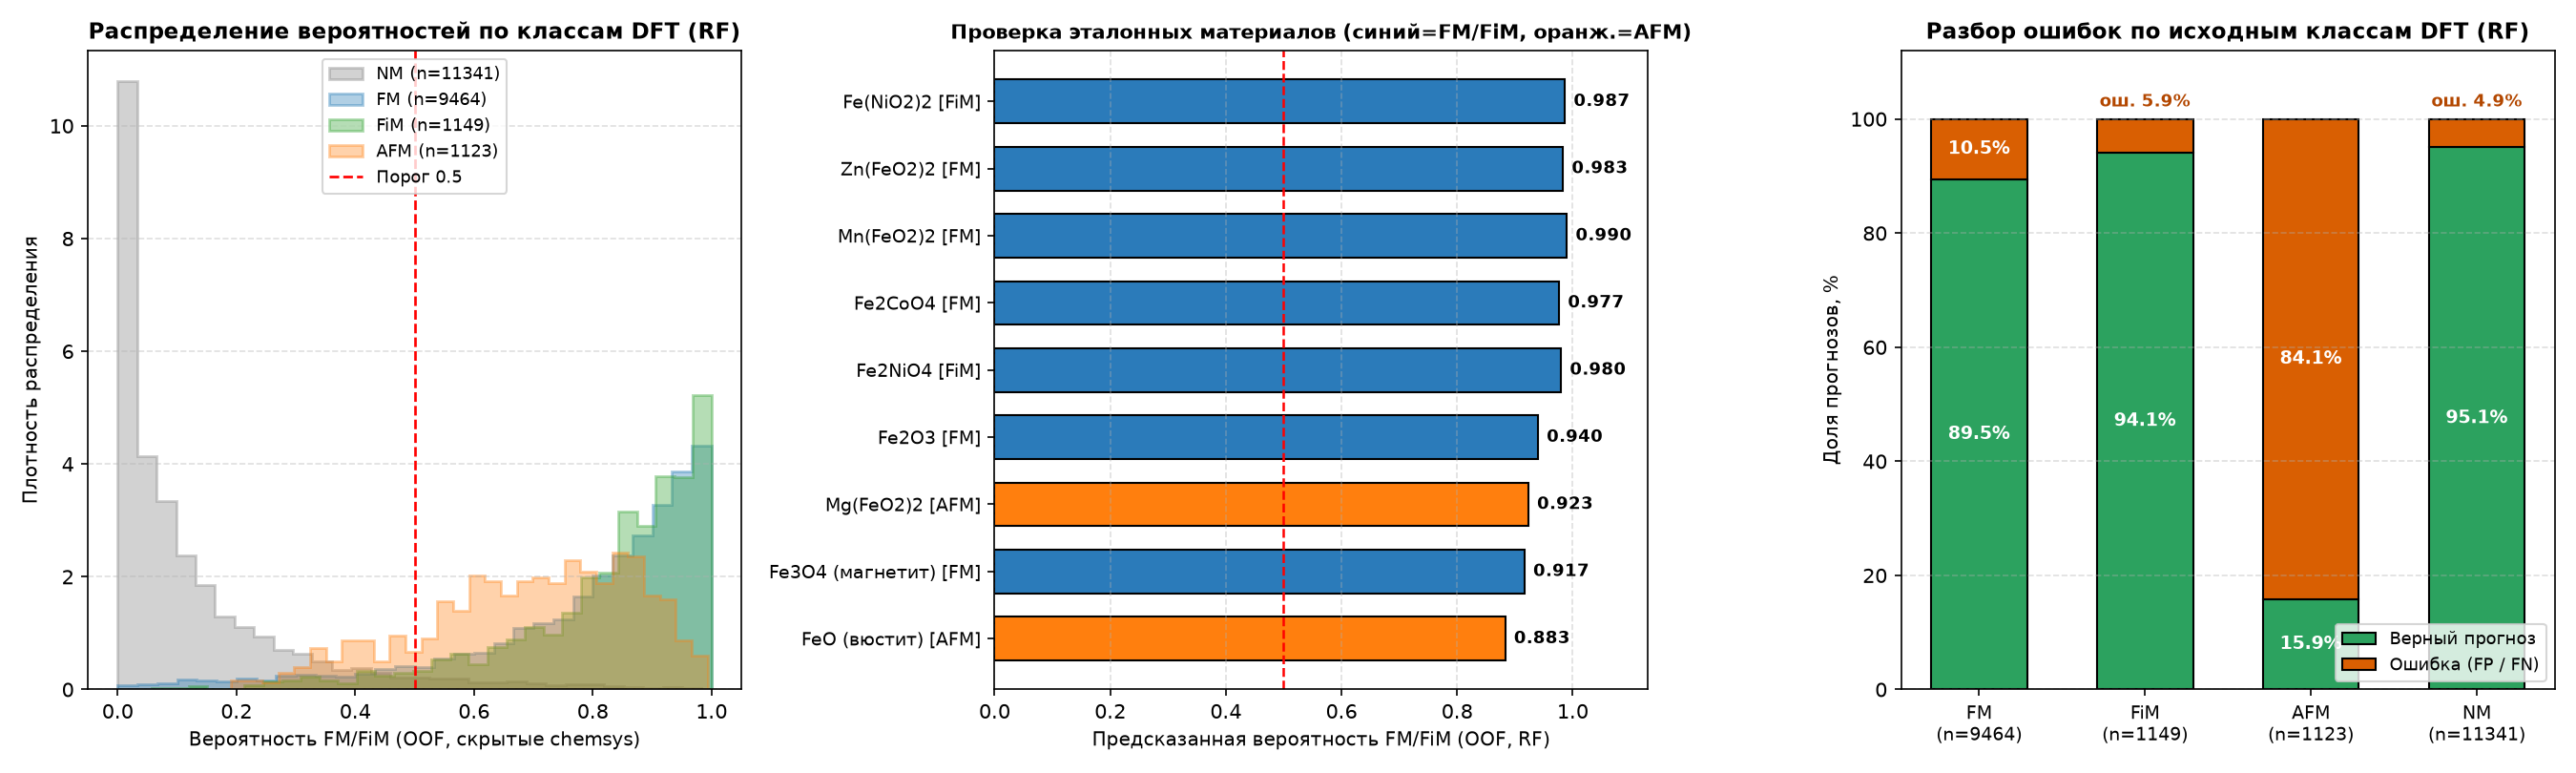 Распределение вероятностей по классам DFT (RF)
NM (n=11341)
FM (n=9464)
FiM (n=1149)
AFM (n=1123)
Порог 0.5
Плотность распределения
10
8
6
4
2
0
0.0 0.2 0.4 0.6 0.8 1.0
Вероятность FM/FiM (OOF, скрытые chemsys)
Проверка эталонных материалов (синий=FM/FiM, оранж.=AFM)
Fe(NiO2)2 [FiM] 0.987
Zn(FeO2)2 [FM] 0.983
Mn(FeO2)2 [FM] 0.990
Fe2CoO4 [FM] 0.977
Fe2NiO4 [FiM] 0.980
Fe2O3 [FM] 0.940
Mg(FeO2)2 [AFM] 0.923
Fe3O4 (магнетит) [FM] 0.917
FeO (вюстит) [AFM] 0.883
0.0 0.2 0.4 0.6 0.8 1.0
Предсказанная вероятность FM/FiM (OOF, RF)
Разбор ошибок по исходным классам DFT (RF)
Доля прогнозов, %
100
80
60
40
20
0
ош. 5.9% ош. 4.9%
10.5%
84.1%
89.5% 94.1% 95.1%
15.9%
Верный прогноз
Ошибка (FP / FN)
FM FiM AFM NM
(n=9464) (n=1149) (n=1123) (n=11341)